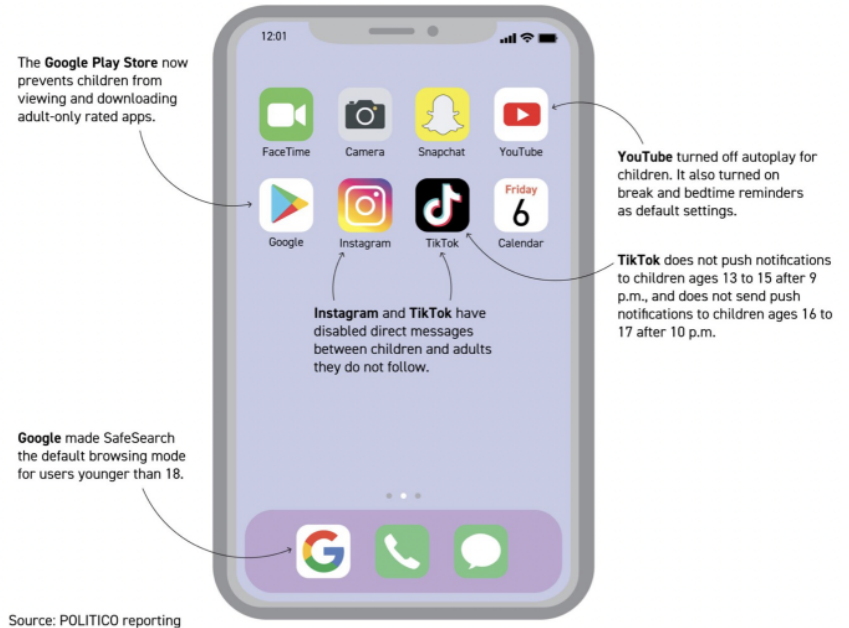 12:01
The Google Play Store now
prevents children from
viewing and downloading
adult-only rated apps.
FaceTime
Camera
Snapchat
YouTube
YouTube turned off autoplay for
children. It also turned on
break and bedtime reminders
as default settings.
Friday
6
Google
Instagram
TikTok
Calendar
TikTok does not push notifications
to children ages 13 to 15 after 9
p.m., and does not send push
notifications to children ages 16 to
17 after 10 p.m.
Instagram and TikTok have
disabled direct messages
between children and adults
they do not follow.
Google made SafeSearch
the default browsing mode
for users younger than 18.
G
Source: POLITICO reporting